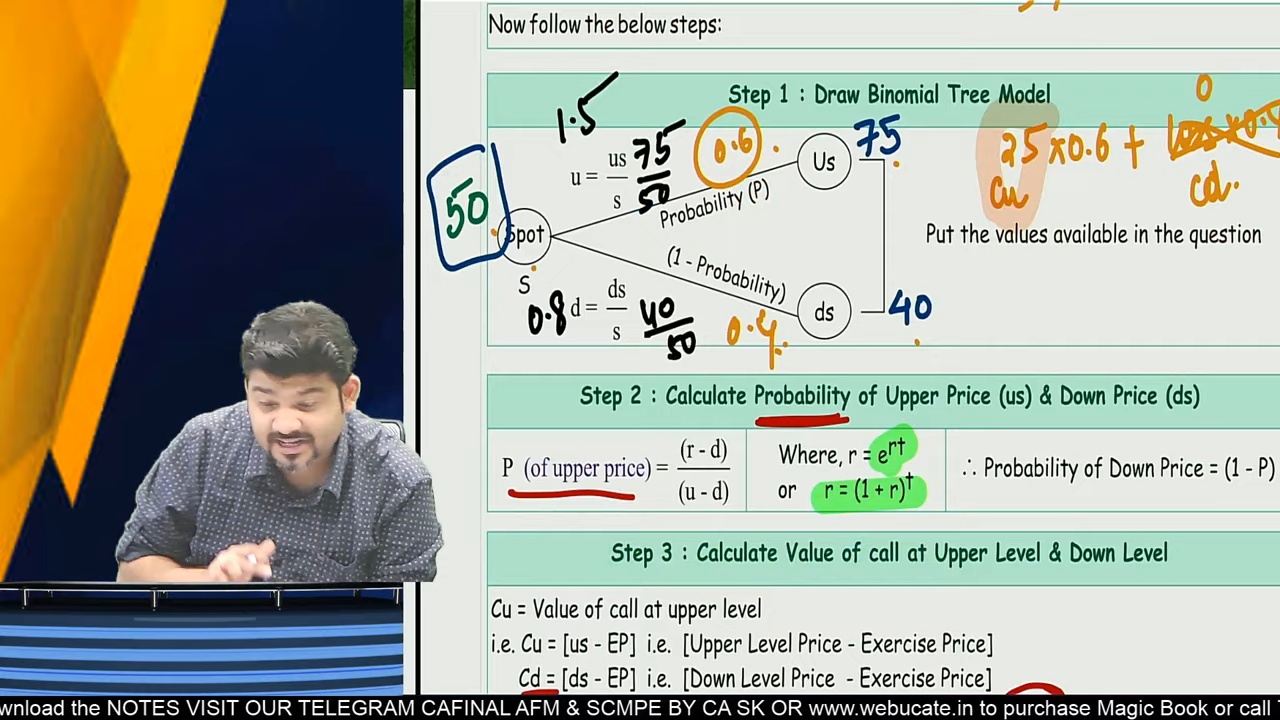 Now follow the below steps:
Step 1 : Draw Binomial Tree Model
1.5
u = us/s 75/50
0.6
Us 75
25 × 0.6 + 0
Cu
Cd
50
Spot
S
Probability (P)
(1 - Probability)
Put the values available in the question
0.8 d = ds/s 40/50
0.4
ds 40
Step 2 : Calculate Probability of Upper Price (us) & Down Price (ds)
P (of upper price) = (r - d)/(u - d)
Where, r = e^rt
or r = (1 + r)^t
∴ Probability of Down Price = (1 - P)
Step 3 : Calculate Value of call at Upper Level & Down Level
Cu = Value of call at upper level
i.e. Cu = [us - EP] i.e. [Upper Level Price - Exercise Price]
Cd = [ds - EP] i.e. [Down Level Price - Exercise Price]
wnload the NOTES VISIT OUR TELEGRAM CAFINAL AFM & SCMPE BY CA SK OR www.webucate.in to purchase Magic Book or call